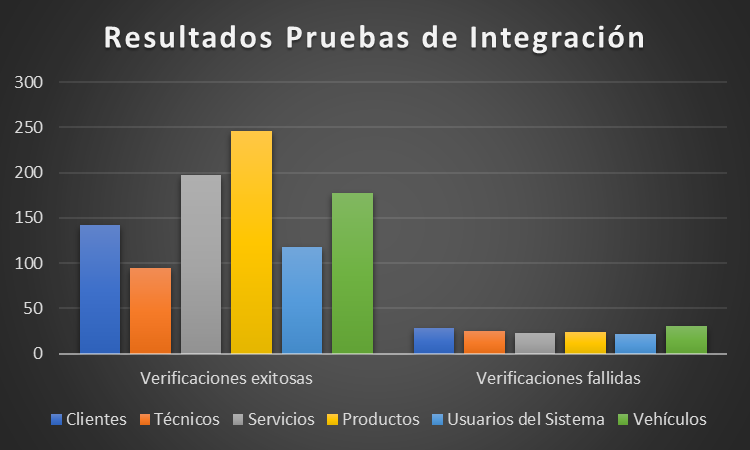 Resultados Pruebas de Integración
300
250
200
150
100
50
0
Verificaciones exitosas Verificaciones fallidas
Clientes Técnicos Servicios Productos Usuarios del Sistema Vehículos